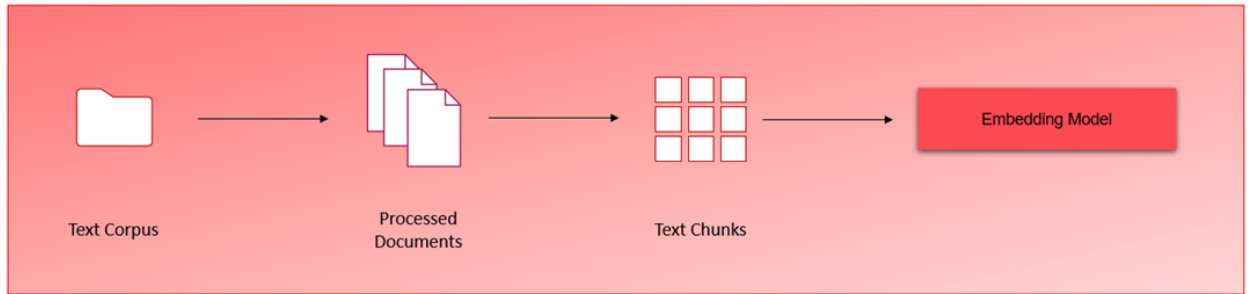 Text Corpus
Processed
Documents
Text Chunks
Embedding Model